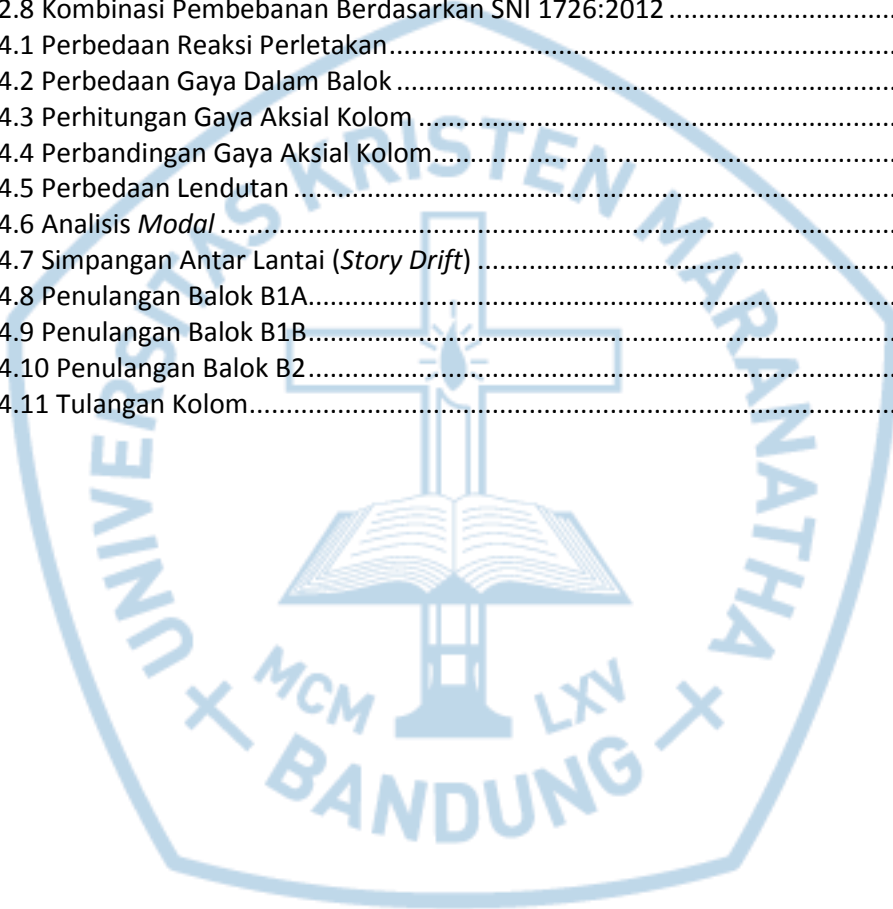 2.8 Kombinasi Pembebanan Berdasarkan SNI 1726:2012
4.1 Perbedaan Reaksi Perletakan
4.2 Perbedaan Gaya Dalam Balok
4.3 Perhitungan Gaya Aksial Kolom
4.4 Perbandingan Gaya Aksial Kolom
4.5 Perbedaan Lendutan
4.6 Analisis Modal
4.7 Simpangan Antar Lantai (Story Drift)
4.8 Penulangan Balok B1A
4.9 Penulangan Balok B1B
4.10 Penulangan Balok B2
4.11 Tulangan Kolom
UNIVERSITAS KRISTEN MARANATHA
MCM LXV
BANDUNG